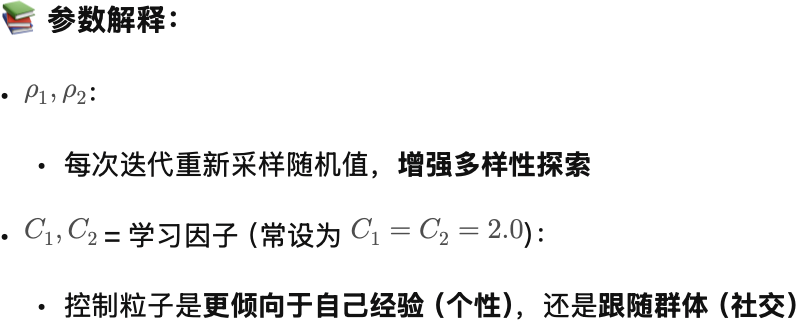 📚 参数解释：
• ρ₁, ρ₂:
• 每次迭代重新采样随机值，增强多样性探索
• C₁, C₂ = 学习因子（常设为 C₁ = C₂ = 2.0）：
• 控制粒子是更倾向于自己经验（个性），还是跟随群体（社交）